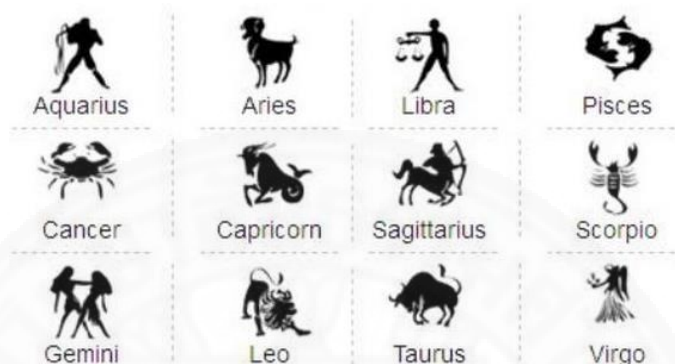 Aquarius Aries Libra Pisces
Cancer Capricorn Sagittarius Scorpio
Gemini Leo Taurus Virgo